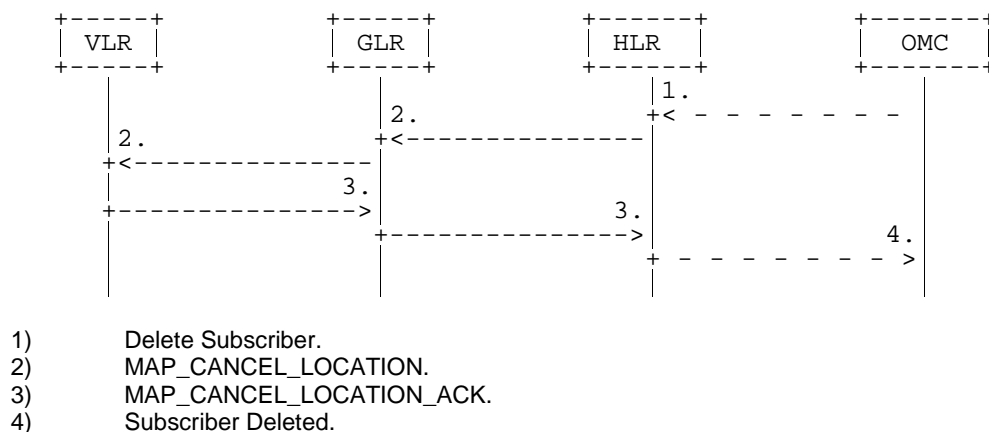 VLR GLR HLR OMC
1.
2.
2.
3.
3.
4.
1) Delete Subscriber.
2) MAP_CANCEL_LOCATION.
3) MAP_CANCEL_LOCATION_ACK.
4) Subscriber Deleted.